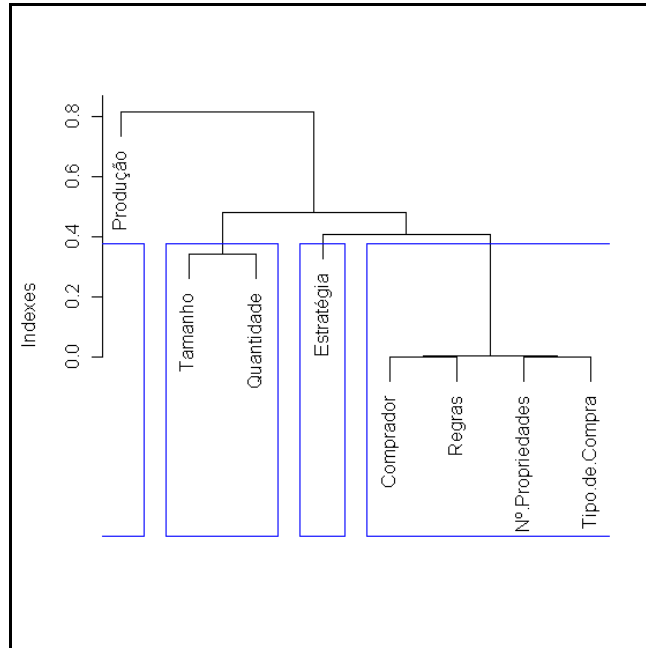 Indexes
0.8
0.6
0.4
0.2
0.0
Produção
Tamanho
Quantidade
Estratégia
Comprador
Regras
Nº.Propriedades
Tipo.de.Compra